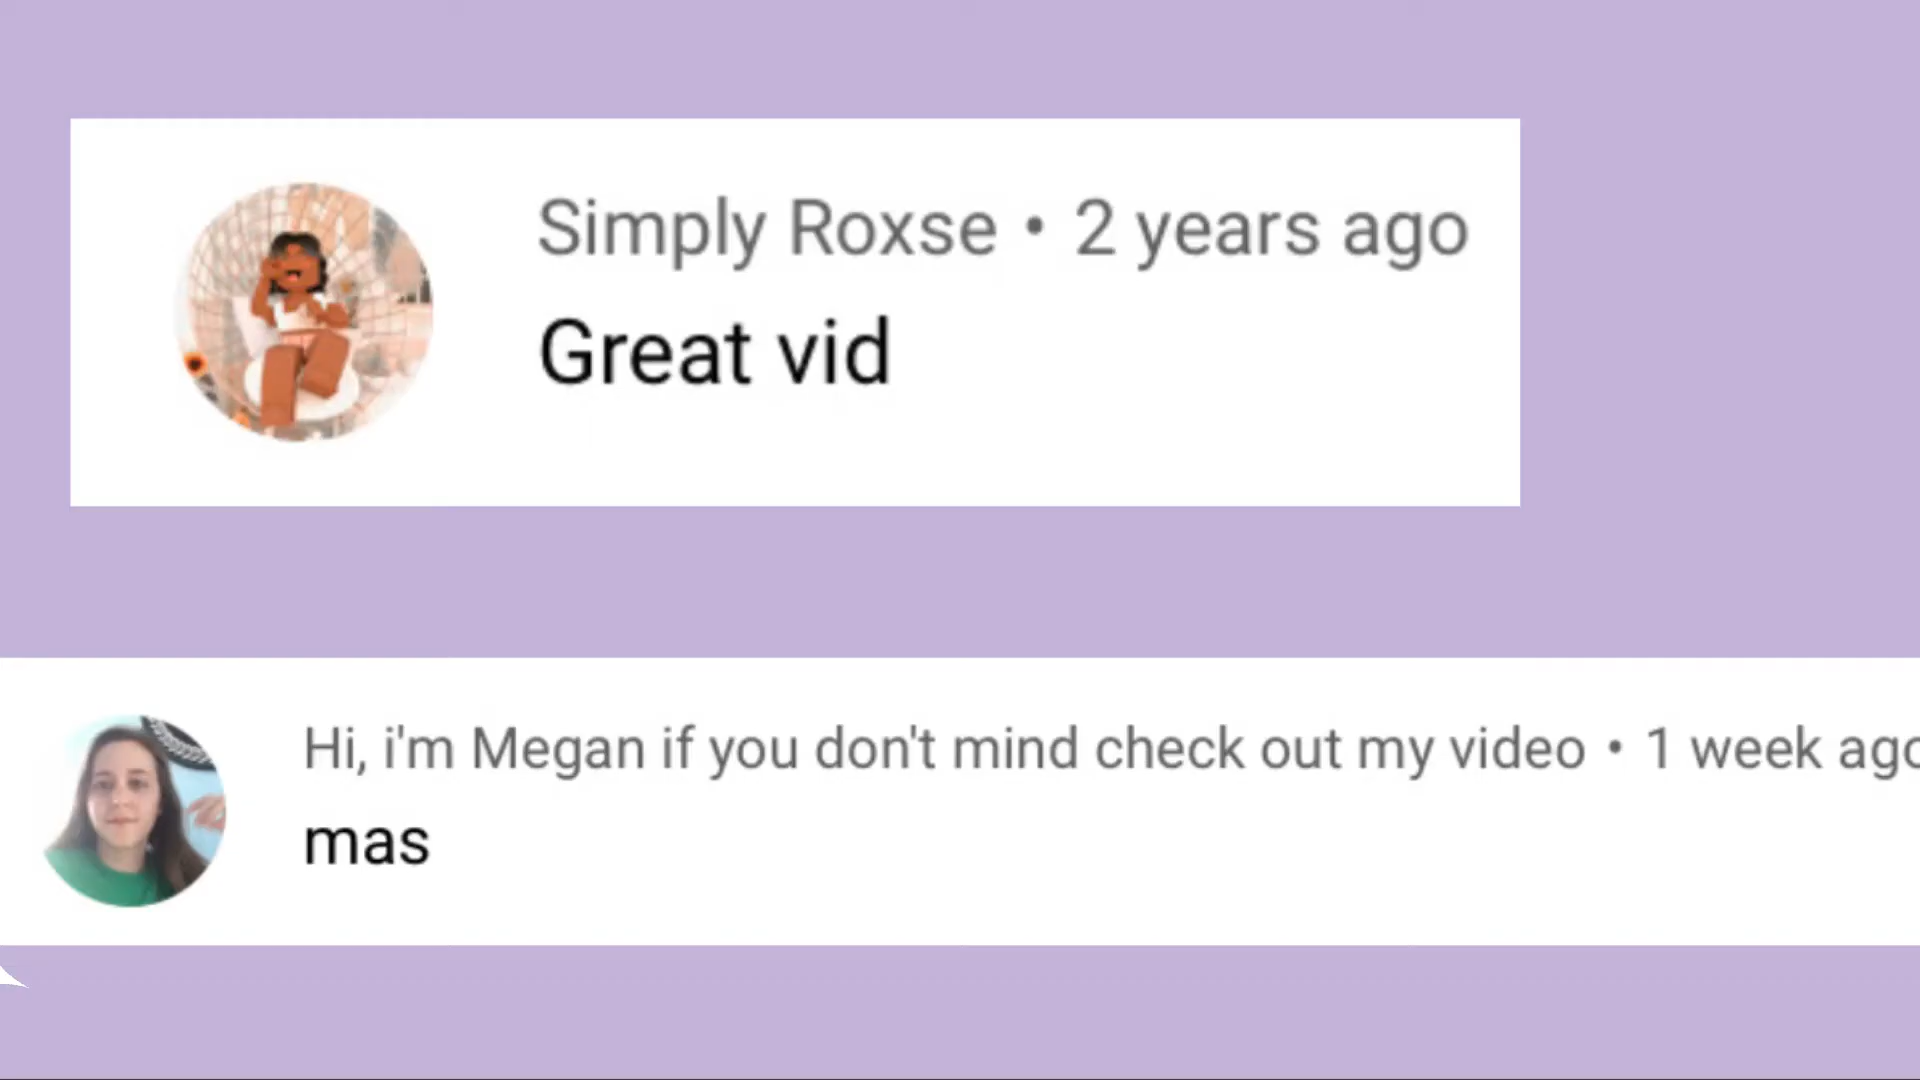 Simply Roxse • 2 years ago
Great vid
Hi, i'm Megan if you don't mind check out my video • 1 week ago
mas